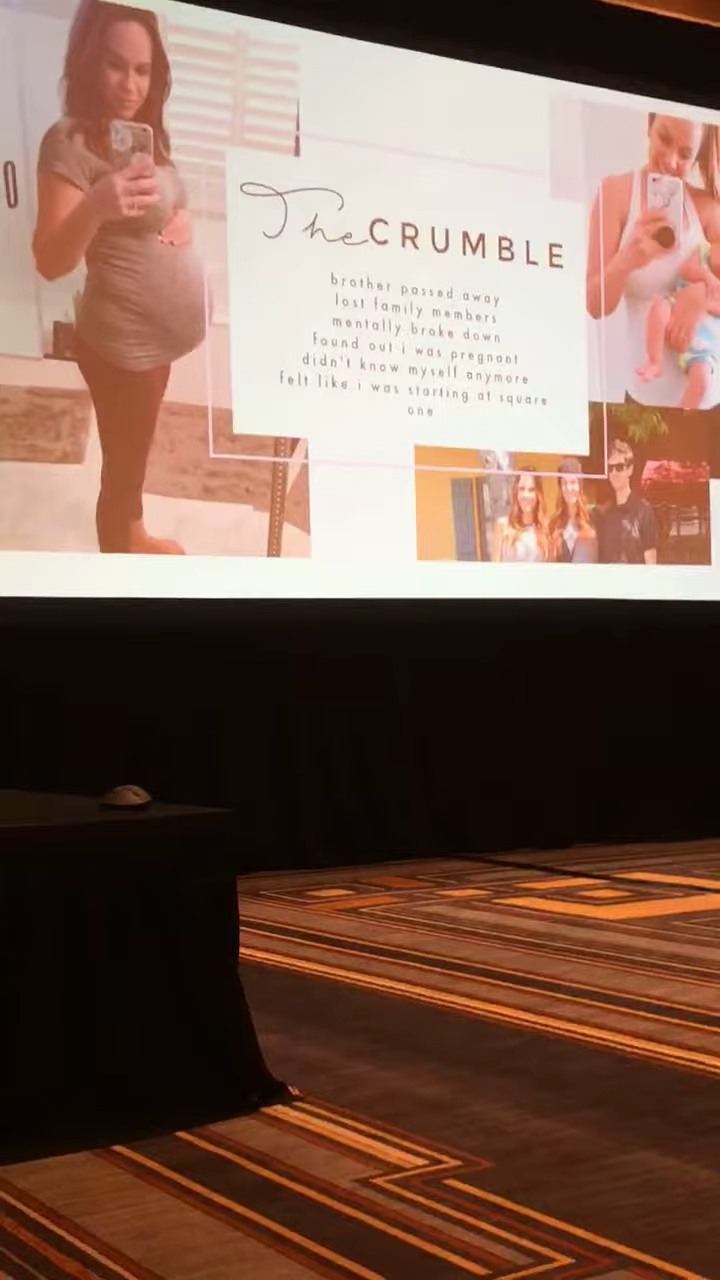 The CRUMBLE
brother passed away
lost family members
mentally broke down
found out i was pregnant
didn't know myself anymore
felt like i was starting at square
one